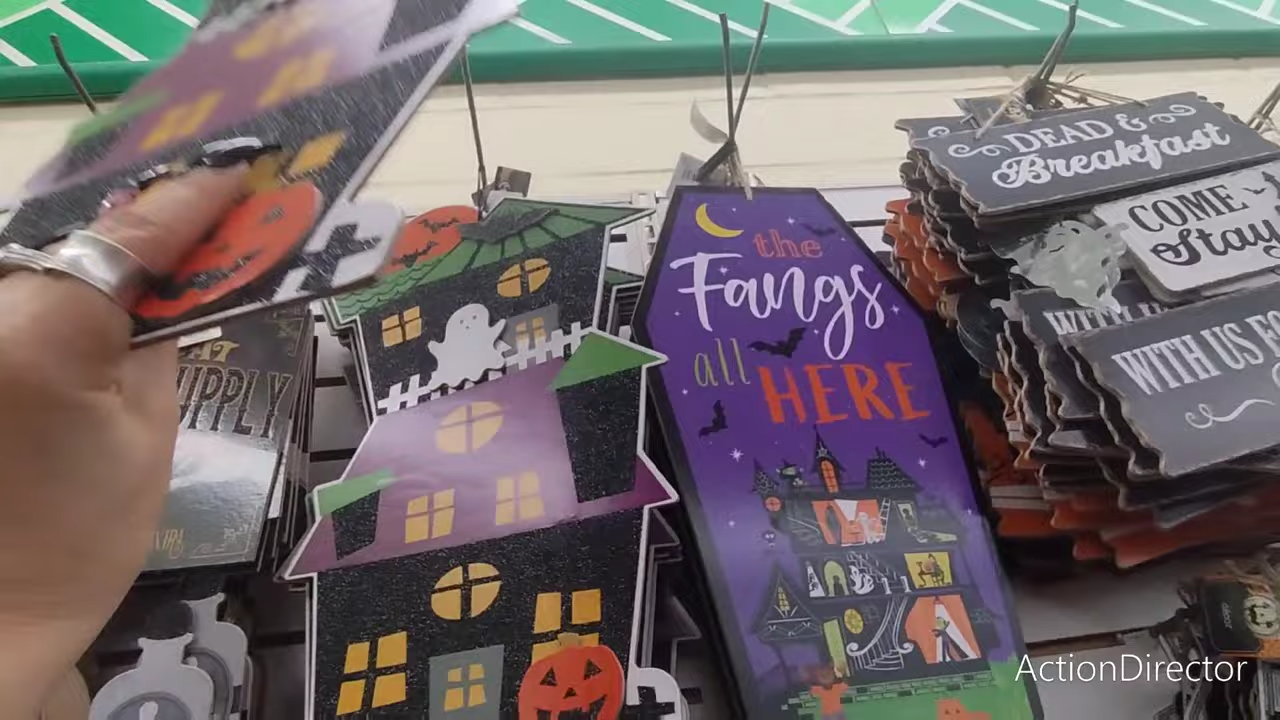 the
Fangs
all
HERE
DEAD &
Breakfast
COME
Stay
WITH US FO
UPPLY
ActionDirector